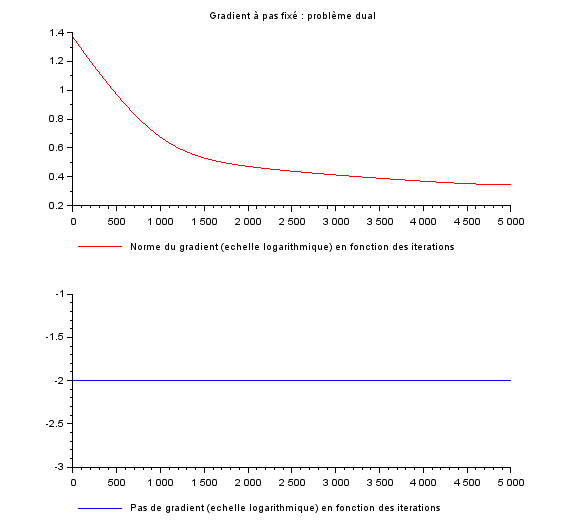 Gradient à pas fixé : problème dual
1.4
1.2
1
0.8
0.6
0.4
0.2
0 500 1 000 1 500 2 000 2 500 3 000 3 500 4 000 4 500 5 000
Norme du gradient (echelle logarithmique) en fonction des iterations
-1
-1.5
-2
-2.5
-3
0 500 1 000 1 500 2 000 2 500 3 000 3 500 4 000 4 500 5 000
Pas de gradient (echelle logarithmique) en fonction des iterations